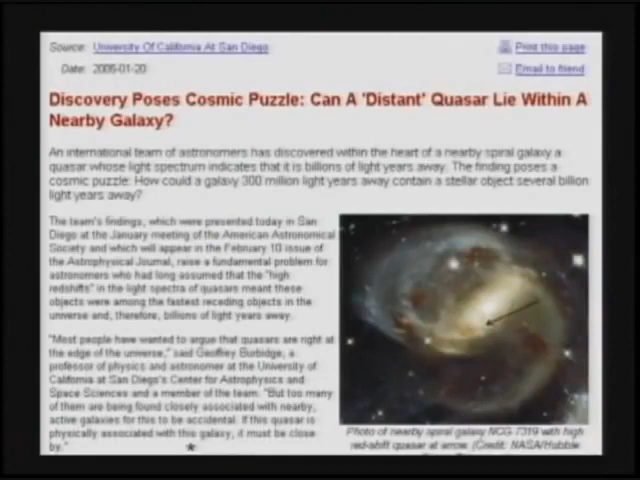 Source: University Of California At San Diego
Print this page
Date: 2005-01-20
Email to friend
Discovery Poses Cosmic Puzzle: Can A 'Distant' Quasar Lie Within A
Nearby Galaxy?
An international team of astronomers has discovered within the heart of a nearby spiral galaxy a
quasar whose light spectrum indicates that it is billions of light years away. The finding poses a
cosmic puzzle: How could a galaxy 300 million light years away contain a stellar object several billion
light years away?
The team's findings, which were presented today in San
Diego at the January meeting of the American Astronomical
Society and which will appear in the February 10 issue of
the Astrophysical Journal, raise a fundamental problem for
astronomers who had long assumed that the "high
redshifts" in the light spectra of quasars meant these
objects were among the fastest receding objects in the
universe and, therefore, billions of light years away.
"Most people have wanted to argue that quasars are right at
the edge of the universe," said Geoffrey Burbidge, a
professor of physics and astronomer at the University of
California at San Diego's Center for Astrophysics and
Space Sciences and a member of the team. "But too many
of them are being found closely associated with nearby,
active galaxies for this to be accidental. If this quasar is
physically associated with this galaxy, it must be close
by."
Photo of nearby spiral galaxy NCG 7319 with high
red-shift quasar at arrow. (Credit: NASA/Hubble